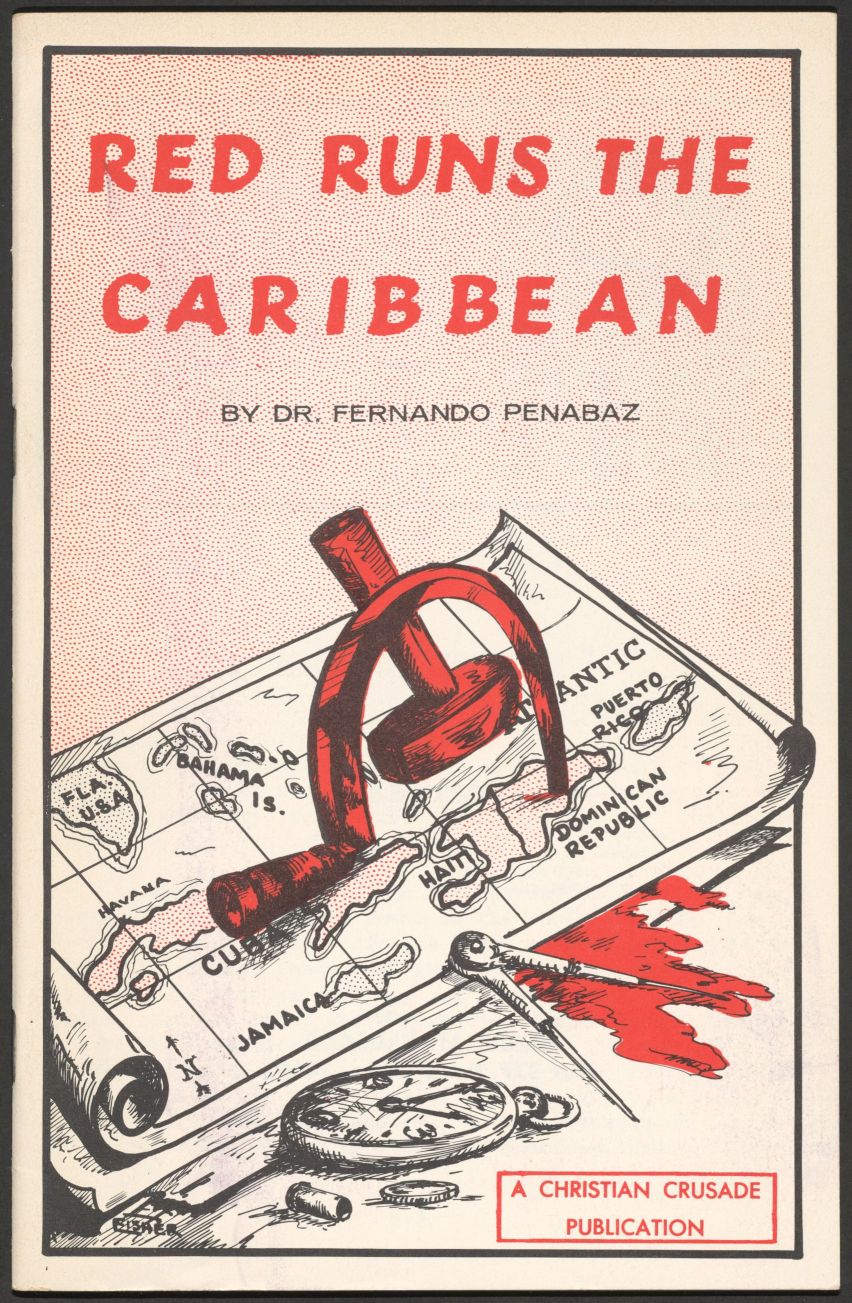 RED RUNS THE
CARIBBEAN
BY DR. FERNANDO PENABAZ
ATLANTIC
PUERTO
RICO
BAHAMA
IS.
FLA.
U.S.A.
DOMINICAN
REPUBLIC
HAITI
HAVANA
CUBA
JAMAICA
N
A CHRISTIAN CRUSADE
PUBLICATION
FISHER